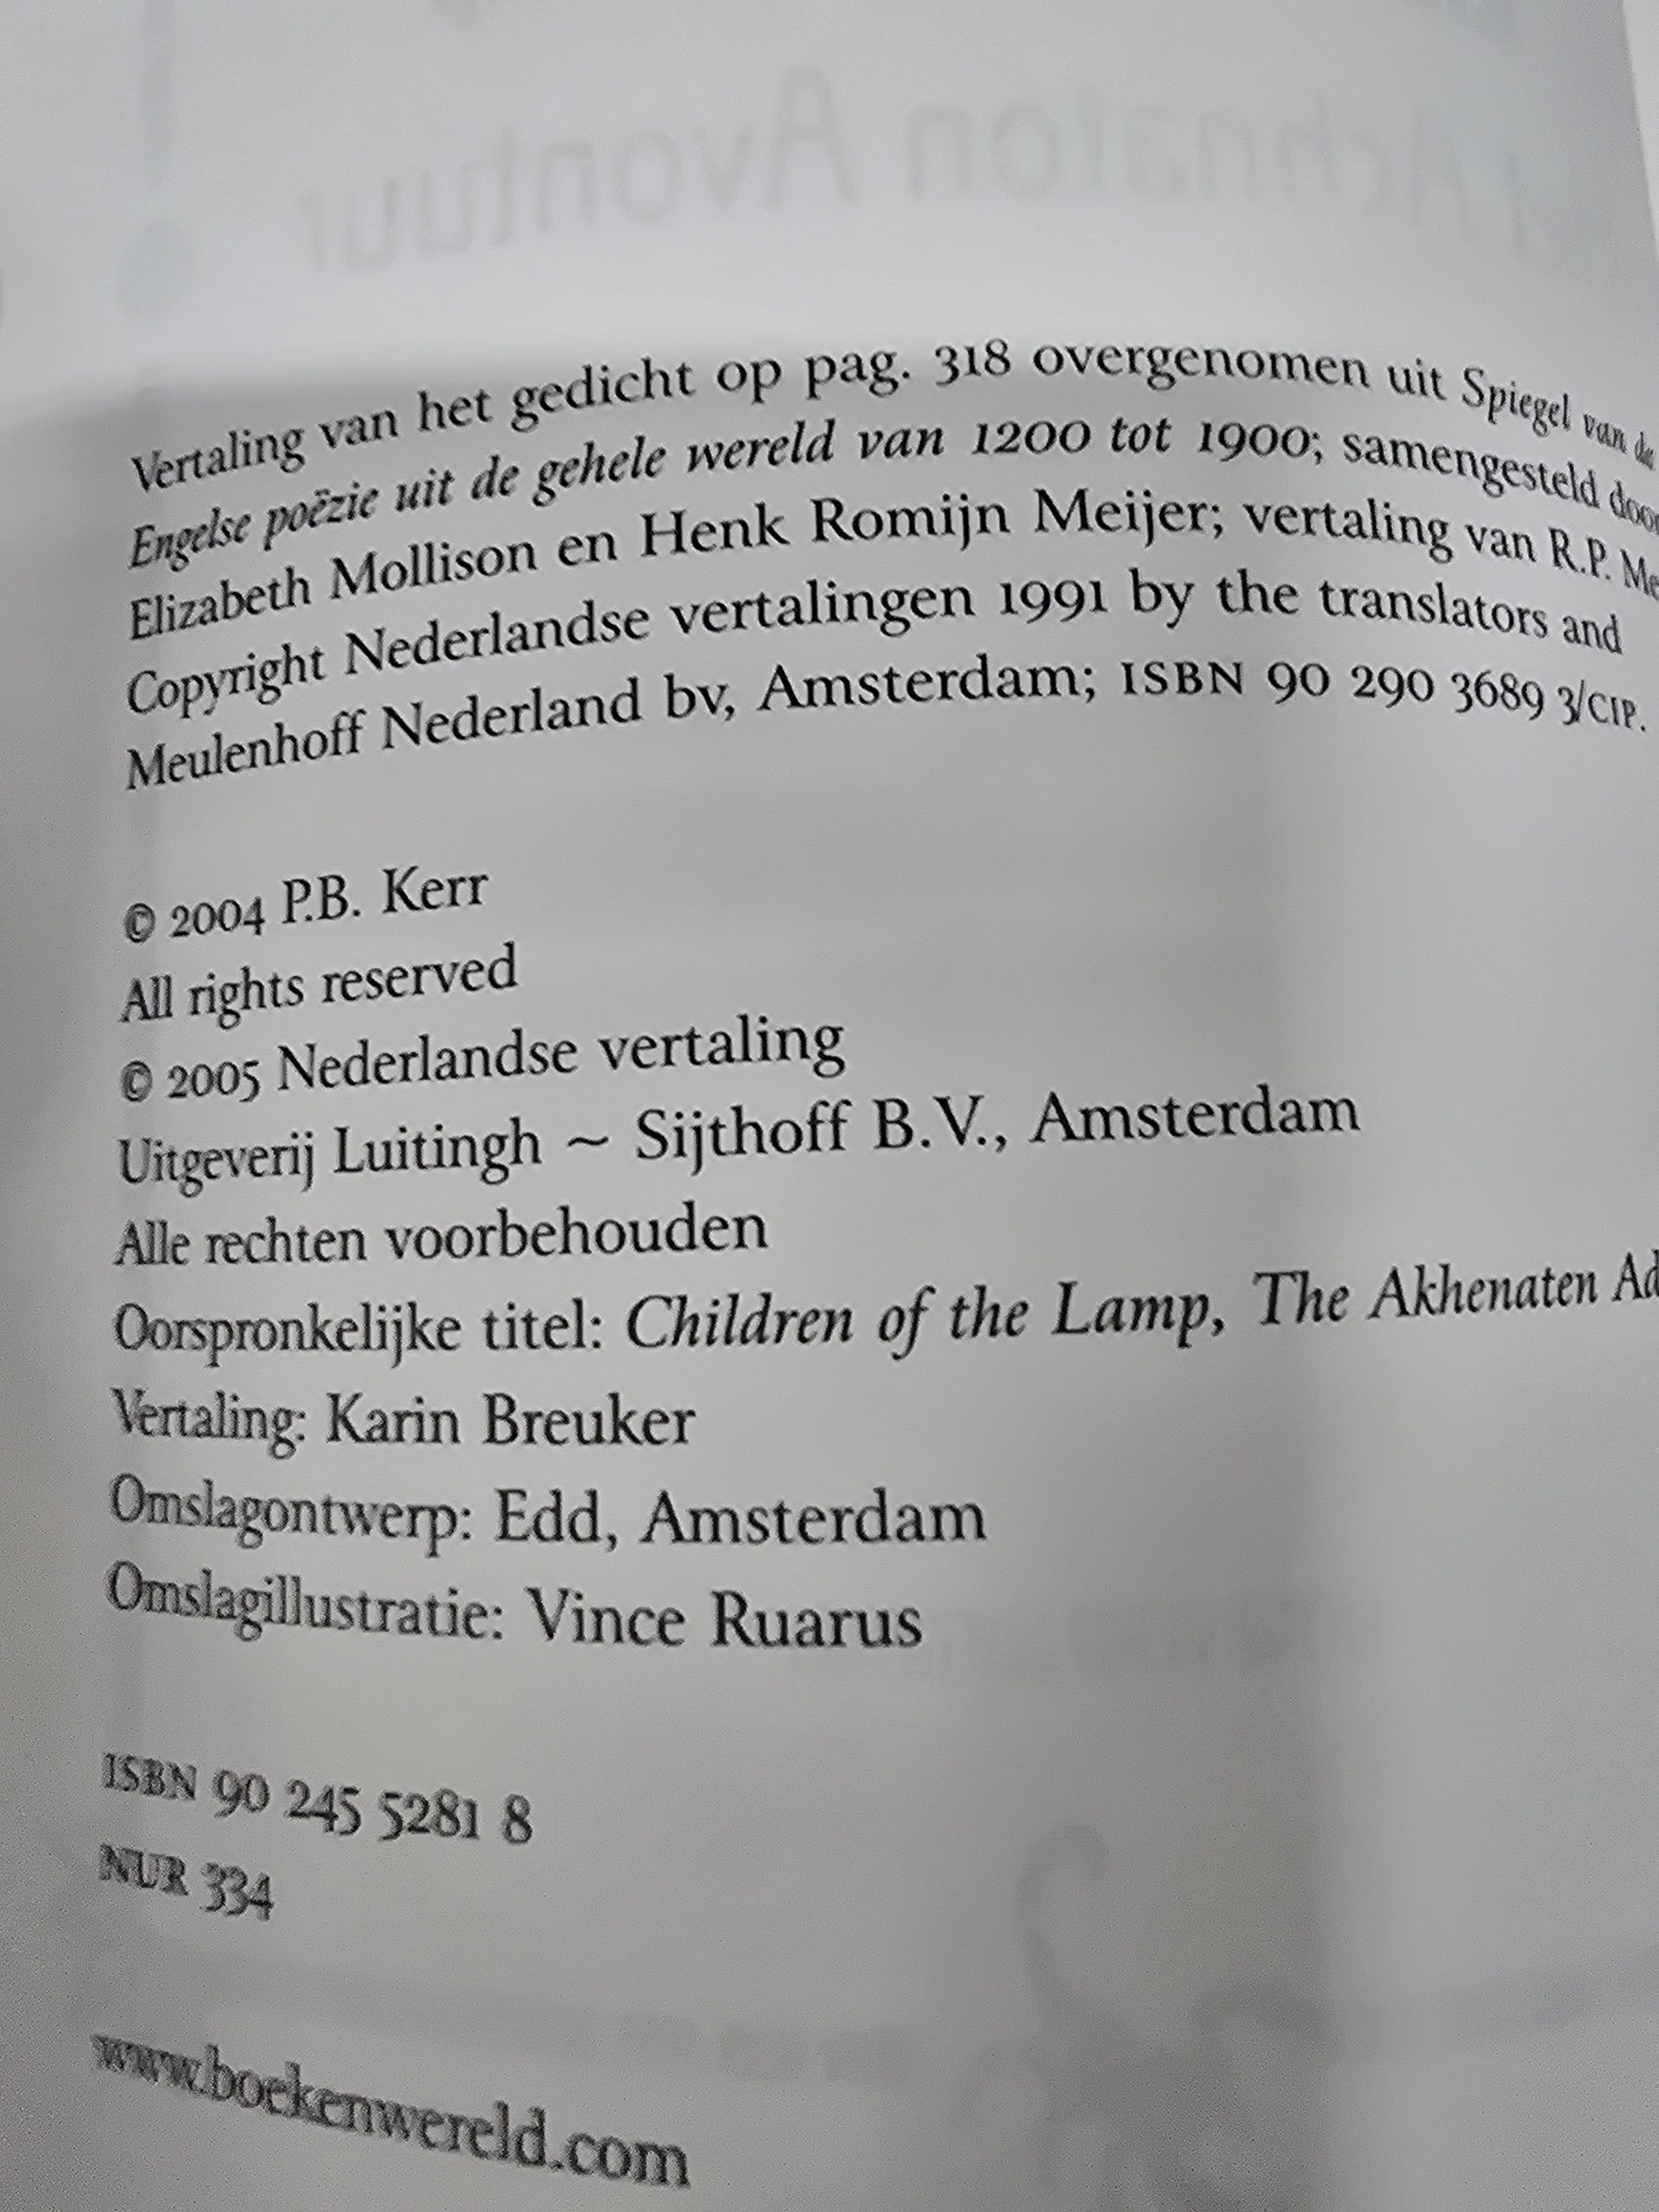 Vertaling van het gedicht op pag. 318 overgenomen uit Spiegel van de
Engelse poëzie uit de gehele wereld van 1200 tot 1900; samengesteld door
Elizabeth Mollison en Henk Romijn Meijer; vertaling van R.P. Me
Copyright Nederlandse vertalingen 1991 by the translators and
Meulenhoff Nederland bv, Amsterdam; ISBN 90 290 3689 3/CIP.
© 2004 P.B. Kerr
All rights reserved
© 2005 Nederlandse vertaling
Uitgeverij Luitingh ~ Sijthoff B.V., Amsterdam
Alle rechten voorbehouden
Oorspronkelijke titel: Children of the Lamp, The Akhenaten Ad
Vertaling: Karin Breuker
Omslagontwerp: Edd, Amsterdam
Omslagillustratie: Vince Ruarus
ISBN 90 245 5281 8
NUR 334
www.boekenwereld.com